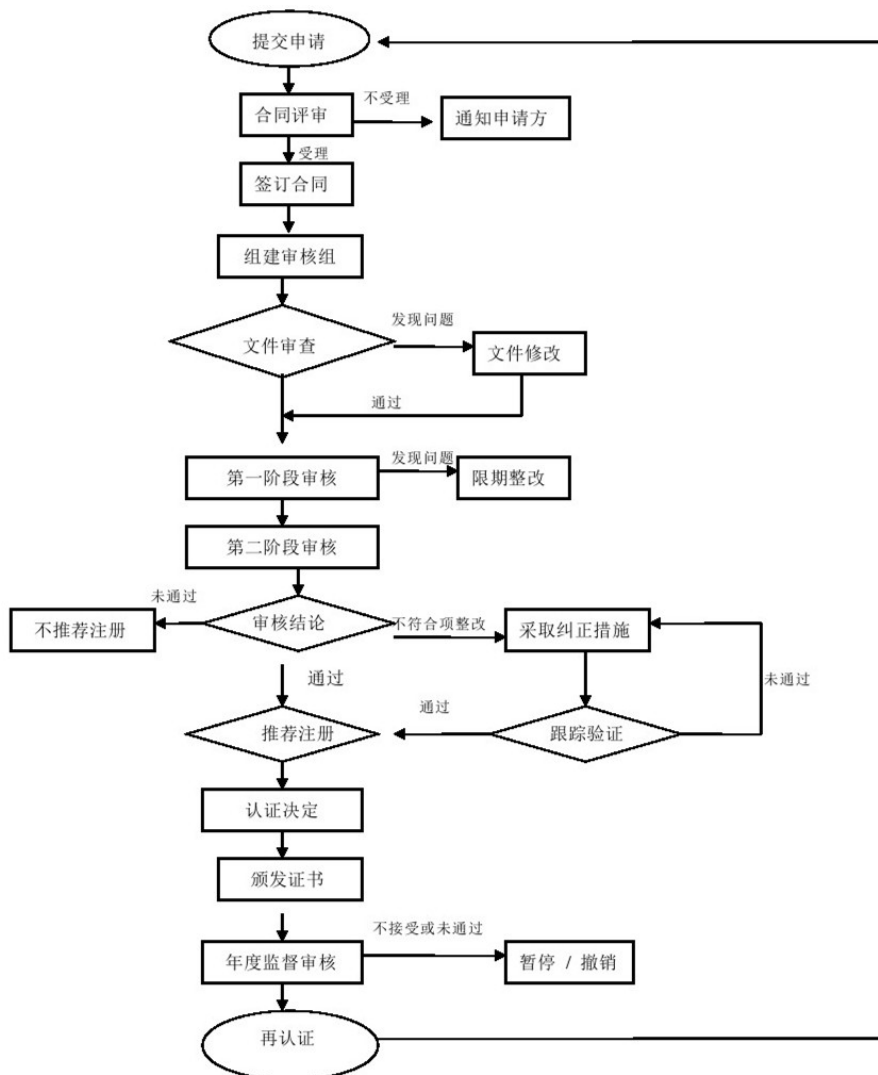 提交申请
不受理
合同评审
通知申请方
受理
签订合同
组建审核组
发现问题
文件审查
文件修改
通过
发现问题
第一阶段审核
限期整改
第二阶段审核
未通过
不推荐注册
审核结论
不符合项整改
采取纠正措施
通过
未通过
通过
推荐注册
跟踪验证
认证决定
颁发证书
不接受或未通过
年度监督审核
暂停 / 撤销
再认证